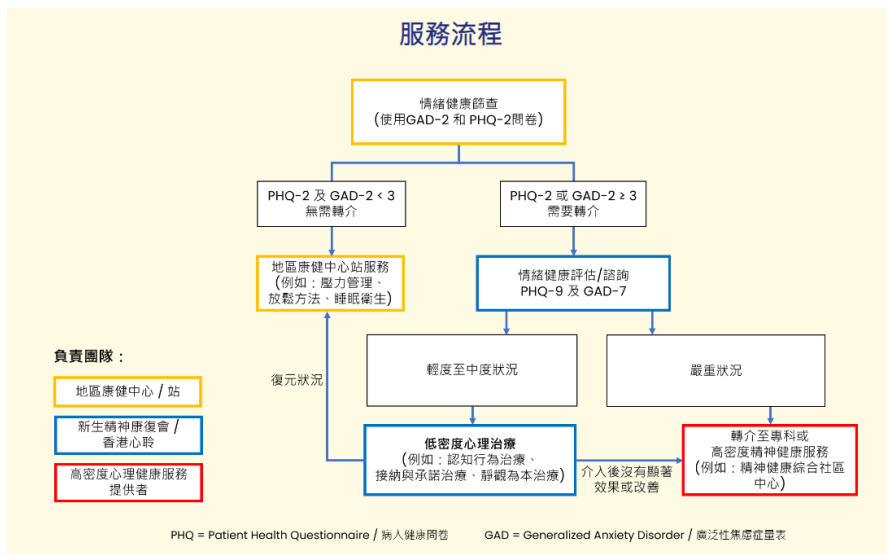 服務流程
情緒健康篩查
(使用GAD-2 和 PHQ-2問卷)
PHQ-2 及 GAD-2 < 3
無需轉介
PHQ-2 或 GAD-2 ≥ 3
需要轉介
地區康健中心站服務
(例如：壓力管理、
放鬆方法、睡眠衛生)
情緒健康評估/諮詢
PHQ-9 及 GAD-7
輕度至中度狀況
嚴重狀況
復元狀況
低密度心理治療
(例如：認知行為治療、
接納與承諾治療、靜觀為本治療)
介入後沒有顯著
效果或改善
轉介至專科或
高密度精神健康服務
(例如：精神健康綜合社區
中心)
負責團隊：
地區康健中心 / 站
新生精神康復會 /
香港心聆
高密度心理健康服務
提供者
PHQ = Patient Health Questionnaire / 病人健康問卷
GAD = Generalized Anxiety Disorder / 廣泛性焦慮症量表